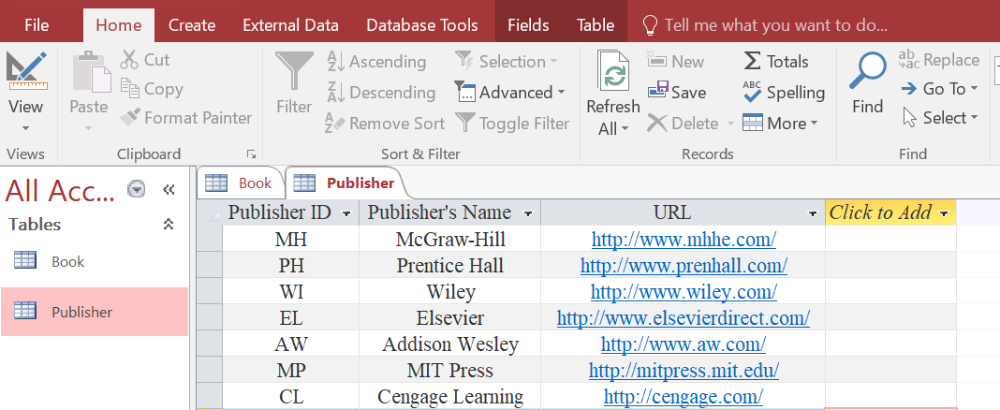 File Home Create External Data Database Tools Fields Table Tell me what you want to do...
View
Views
Paste
Cut
Copy
Format Painter
Clipboard
Filter
Ascending
Descending
Remove Sort
Selection
Advanced
Toggle Filter
Sort & Filter
Refresh
All
New
Save
Delete
Totals
Spelling
More
Records
Find
Replace
Go To
Select
Find
All Acc...
Tables
Book
Publisher
Book Publisher
Publisher ID Publisher's Name URL Click to Add
MH McGraw-Hill http://www.mhhe.com/
PH Prentice Hall http://www.prenhall.com/
WI Wiley http://www.wiley.com/
EL Elsevier http://www.elsevierdirect.com/
AW Addison Wesley http://www.aw.com/
MP MIT Press http://mitpress.mit.edu/
CL Cengage Learning http://cengage.com/